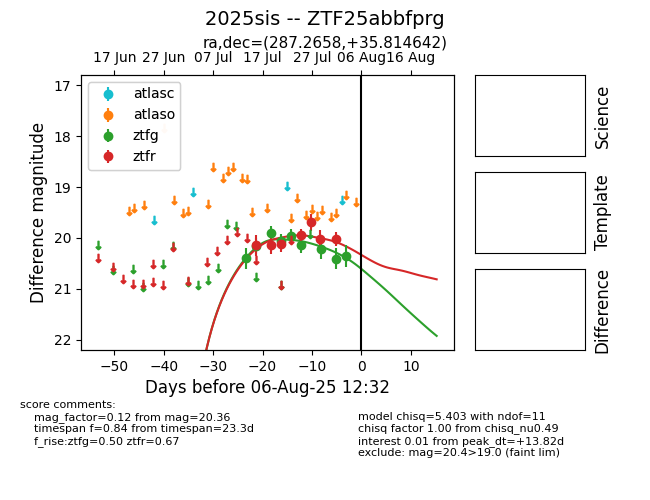 2025sis -- ZTF25abbfprg
ra,dec=(287.2658,+35.814642)
17 Jun 27 Jun 07 Jul 17 Jul 27 Jul 06 Aug 16 Aug
17
18
19
20
21
22
Difference magnitude
atlasc
atlaso
ztfg
ztfr
−50 −40 −30 −20 −10 0 10
Days before 06-Aug-25 12:32
Science
Template
Difference
score comments:
mag_factor=0.12 from mag=20.36
timespan f=0.84 from timespan=23.3d
f_rise:ztfg=0.50 ztfr=0.67
model chisq=5.403 with ndof=11
chisq factor 1.00 from chisq_nu0.49
interest 0.01 from peak_dt=+13.82d
exclude: mag=20.4>19.0 (faint lim)